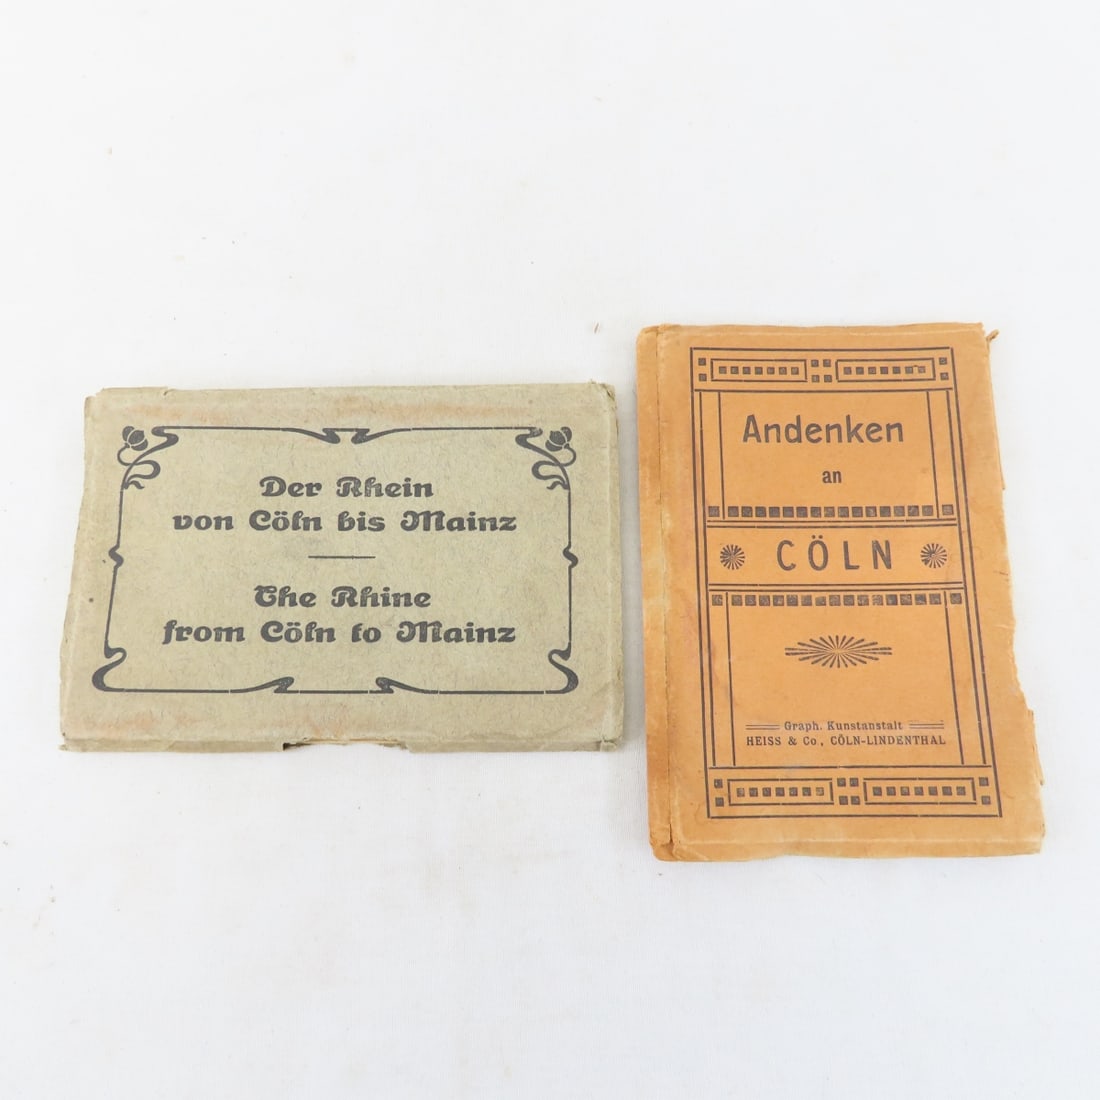 Der Rhein
von Cöln bis Mainz
The Rhine
from Cöln to Mainz
Andenken
an
CÖLN
Graph. Kunstanstalt
HEISS & Co., CÖLN-LINDENTHAL